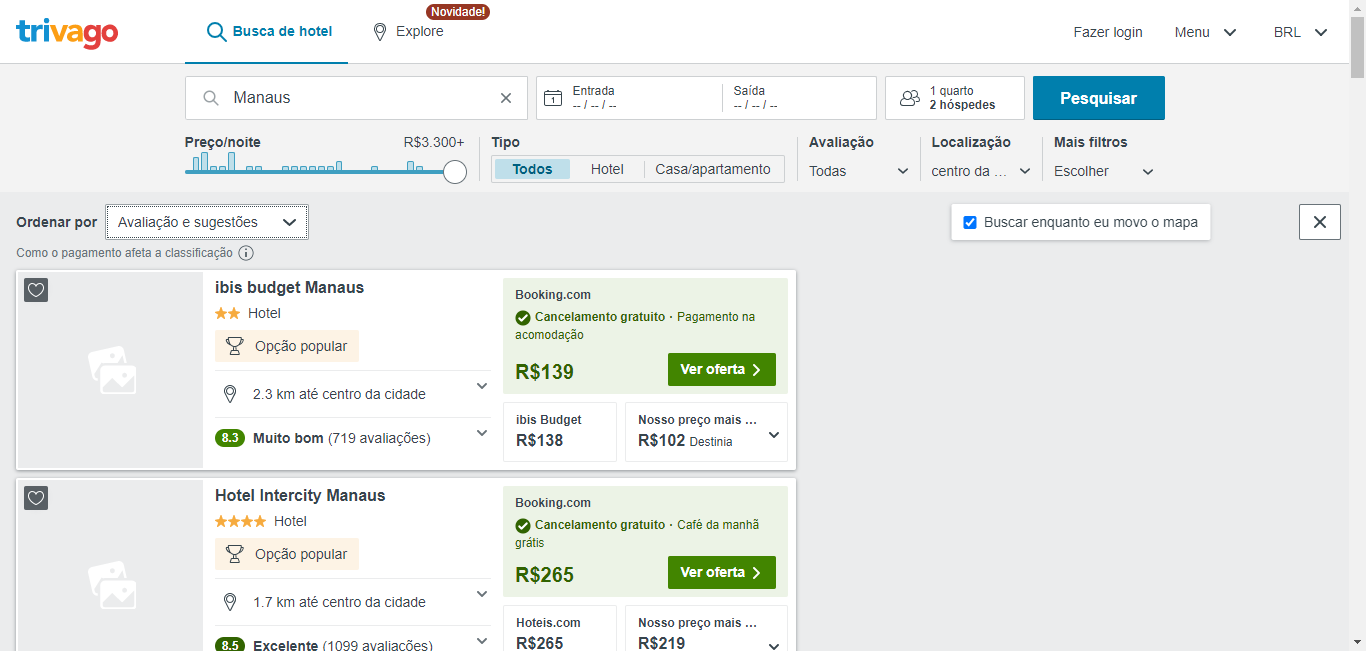 trivago
Busca de hotel
Novidade!
Explore
Fazer login
Menu
BRL
Manaus
Entrada
-- / -- / --
Saída
-- / -- / --
1 quarto
2 hóspedes
Pesquisar
Preço/noite
R$3.300+
Tipo
Todos
Hotel
Casa/apartamento
Avaliação
Todas
Localização
centro da ...
Mais filtros
Escolher
Ordenar por
Avaliação e sugestões
Como o pagamento afeta a classificação
Buscar enquanto eu movo o mapa
ibis budget Manaus
Hotel
Opção popular
2.3 km até centro da cidade
8.3 Muito bom (719 avaliações)
Booking.com
Cancelamento gratuito · Pagamento na
acomodação
R$139
Ver oferta
ibis Budget
R$138
Nosso preço mais ...
R$102 Destinia
Hotel Intercity Manaus
Hotel
Opção popular
1.7 km até centro da cidade
8.5 Excelente (1099 avaliações)
Booking.com
Cancelamento gratuito · Café da manhã
grátis
R$265
Ver oferta
Hoteis.com
R$265
Nosso preço mais ...
R$219